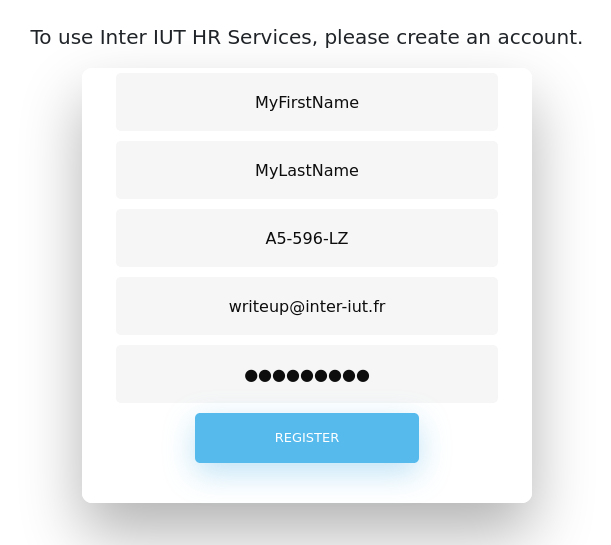 To use Inter IUT HR Services, please create an account.
MyFirstName
MyLastName
A5-596-LZ
writeup@inter-iut.fr
●●●●●●●●●
REGISTER